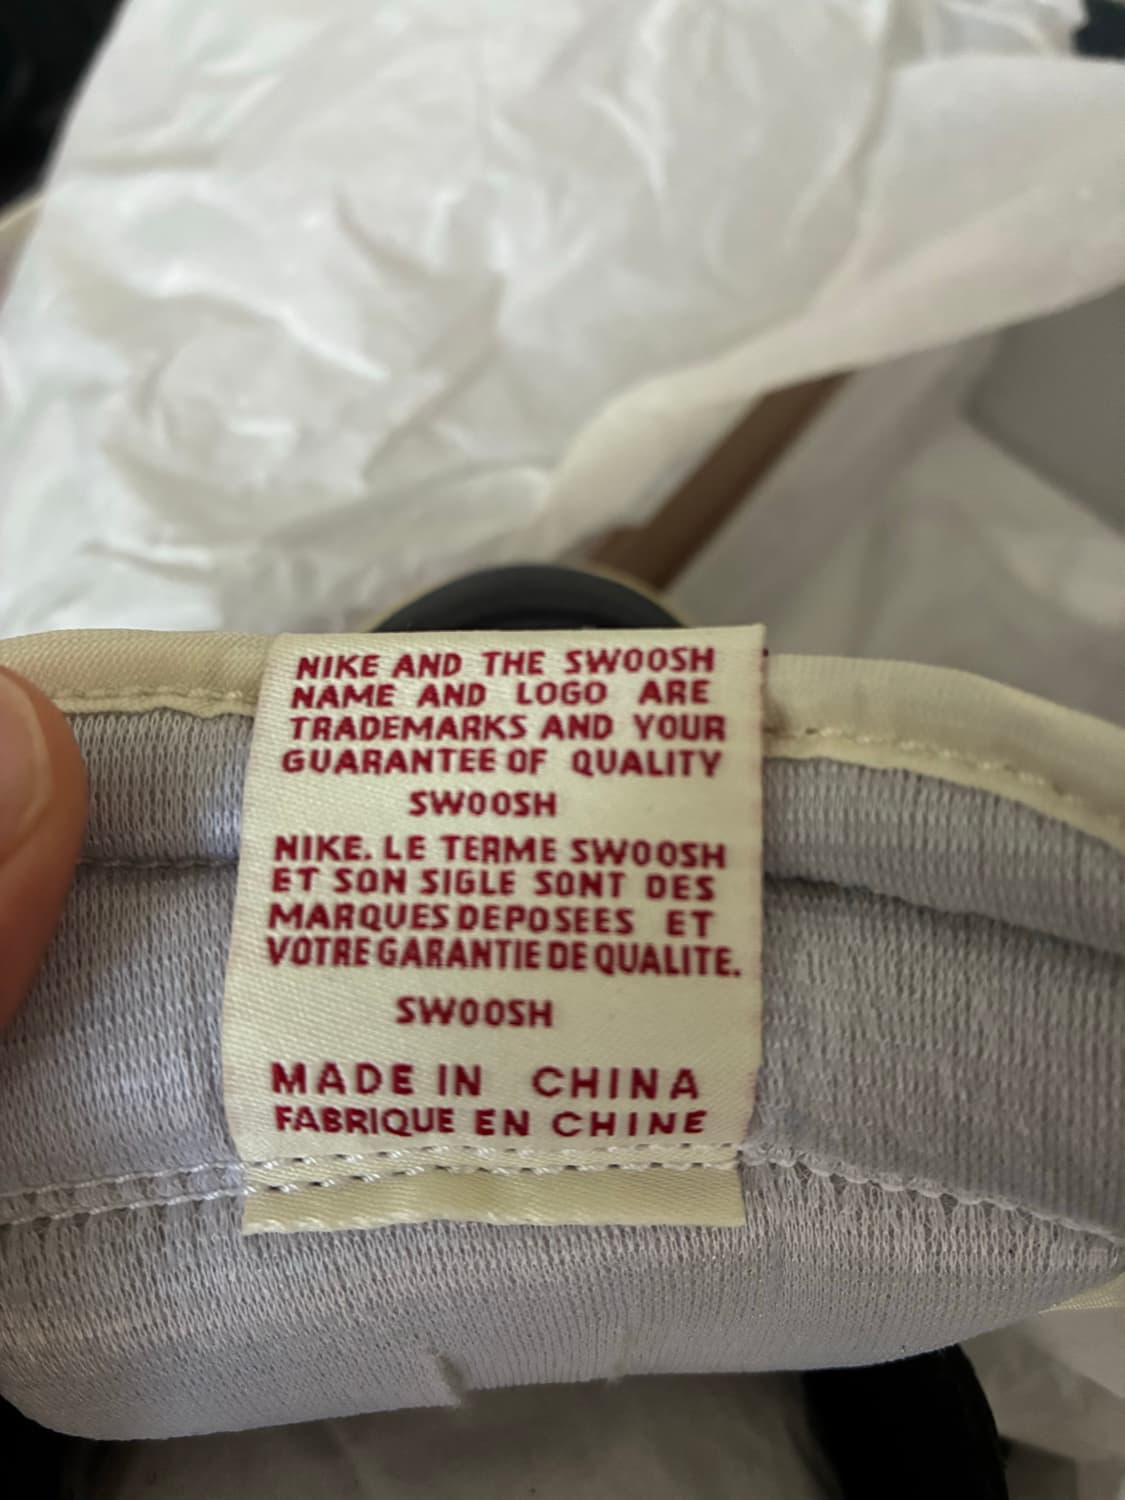 NIKE AND THE SWOOSH
NAME AND LOGO ARE
TRADEMARKS AND YOUR
GUARANTEE OF QUALITY
SWOOSH
NIKE. LE TERME SWOOSH
ET SON SIGLE SONT DES
MARQUES DEPOSEES ET
VOTRE GARANTIE DE QUALITE.
SWOOSH
MADE IN CHINA
FABRIQUE EN CHINE